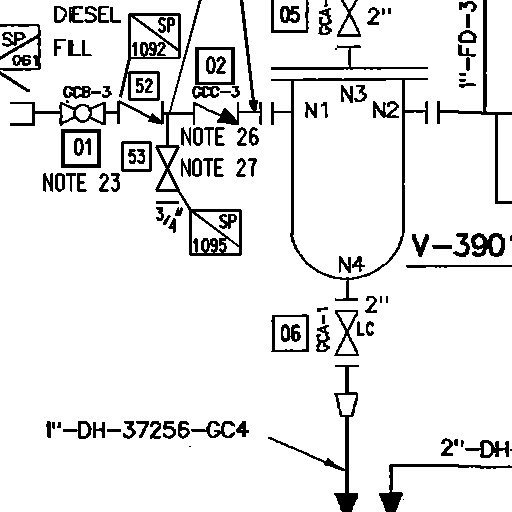 DIESEL
FILL
SP
1092
SP
061
05
GCA-
2"
1"-FD-3
GCB-3
52
02
GCC-3
N3
N1
N2
01
NOTE 23
53
NOTE 26
NOTE 27
3/4"
SP
1095
V-390
N4
2"
06
GCA-1
LC
1"-DH-37256-GC4
2"-DH-